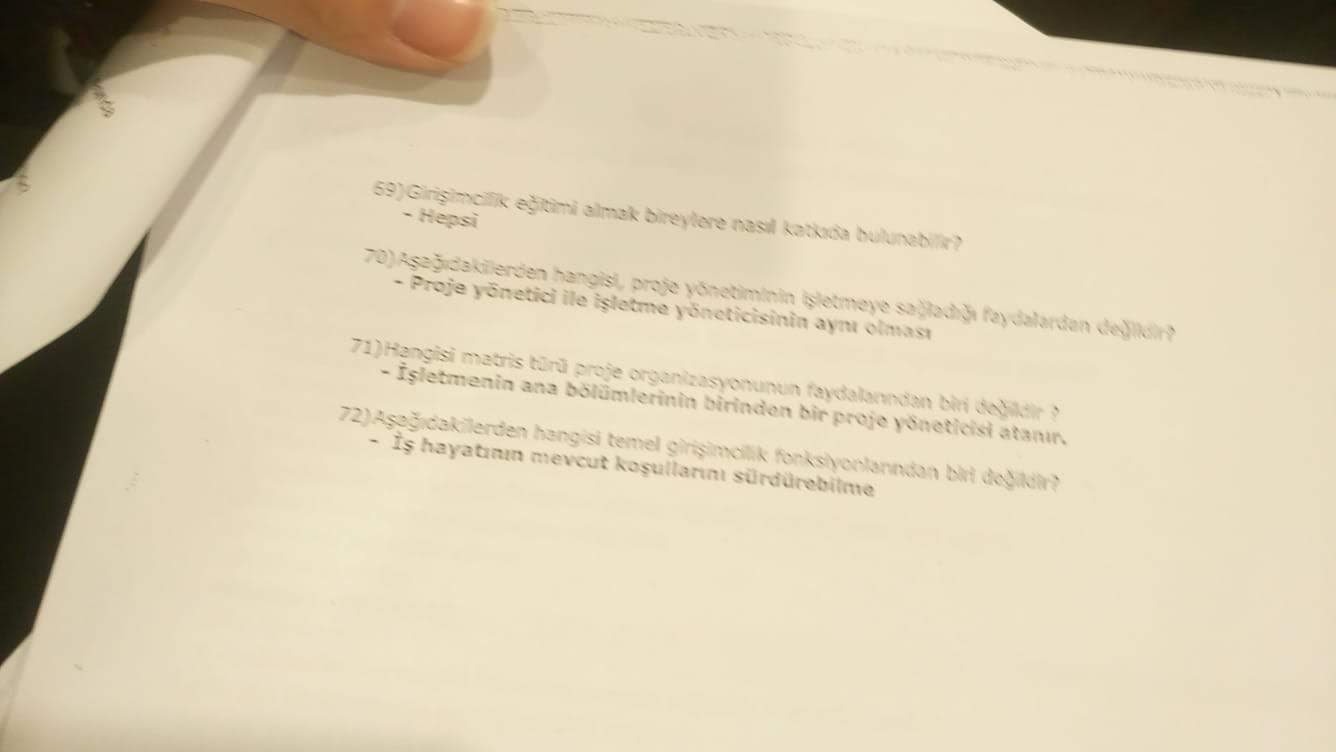 69)Girişimcilik eğitimi almak bireylere nasıl katkıda bulunabilir?
- Hepsi
70)Aşağıdakilerden hangisi, proje yönetiminin işletmeye sağladığı faydalardan değildir?
- Proje yönetici ile işletme yöneticisinin aynı olması
71)Hangisi matris türü proje organizasyonunun faydalarından biri değildir ?
- İşletmenin ana bölümlerinin birinden bir proje yöneticisi atanır.
72)Aşağıdakilerden hangisi temel girişimcilik fonksiyonlarından biri değildir?
- İş hayatının mevcut koşullarını sürdürebilme